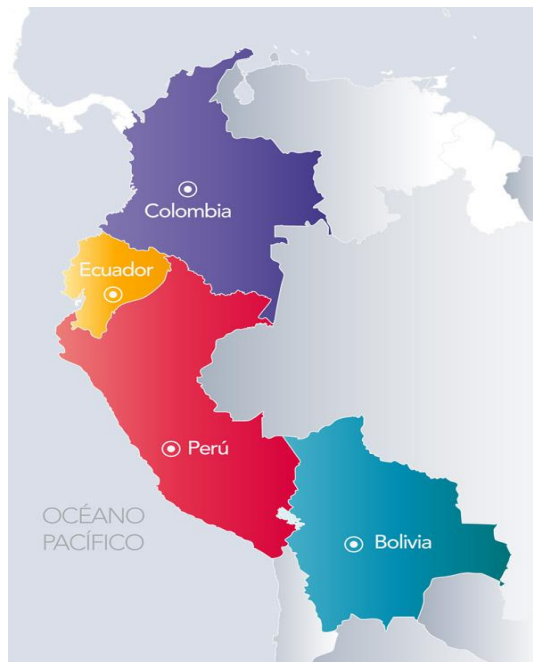 Colombia
Ecuador
Perú
OCÉANO
PACÍFICO
Bolivia